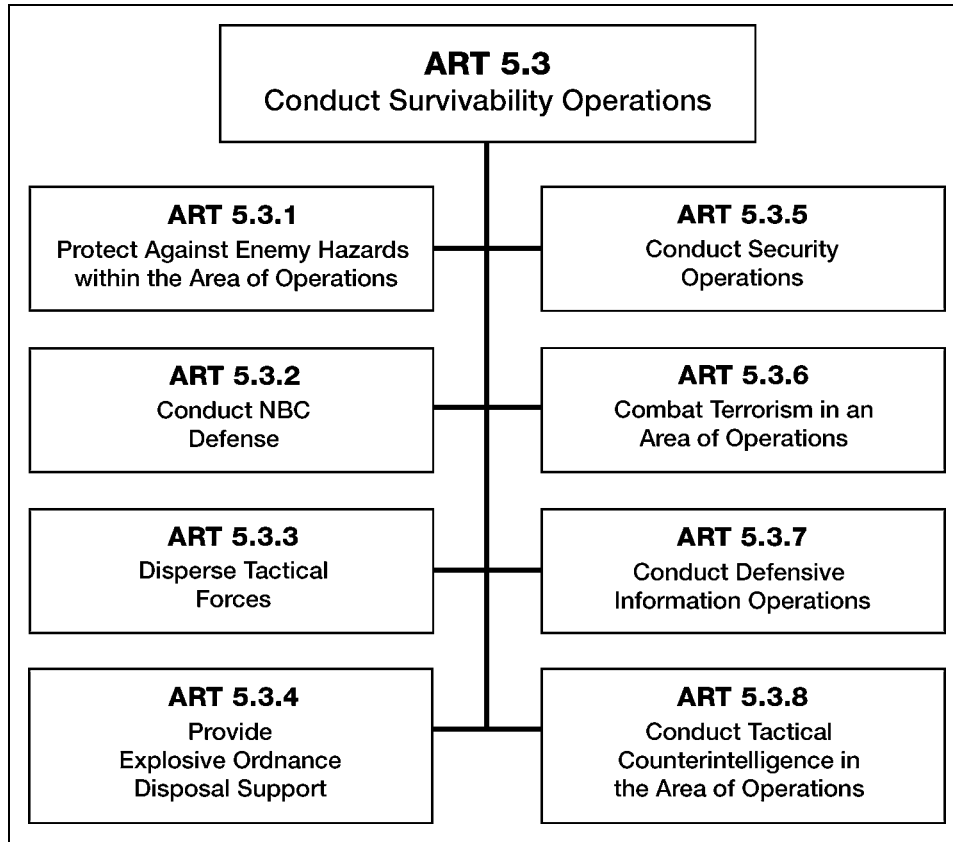 ART 5.3
Conduct Survivability Operations
ART 5.3.1
Protect Against Enemy Hazards
within the Area of Operations
ART 5.3.2
Conduct NBC
Defense
ART 5.3.3
Disperse Tactical
Forces
ART 5.3.4
Provide
Explosive Ordnance
Disposal Support
ART 5.3.5
Conduct Security
Operations
ART 5.3.6
Combat Terrorism in an
Area of Operations
ART 5.3.7
Conduct Defensive
Information Operations
ART 5.3.8
Conduct Tactical
Counterintelligence in
the Area of Operations